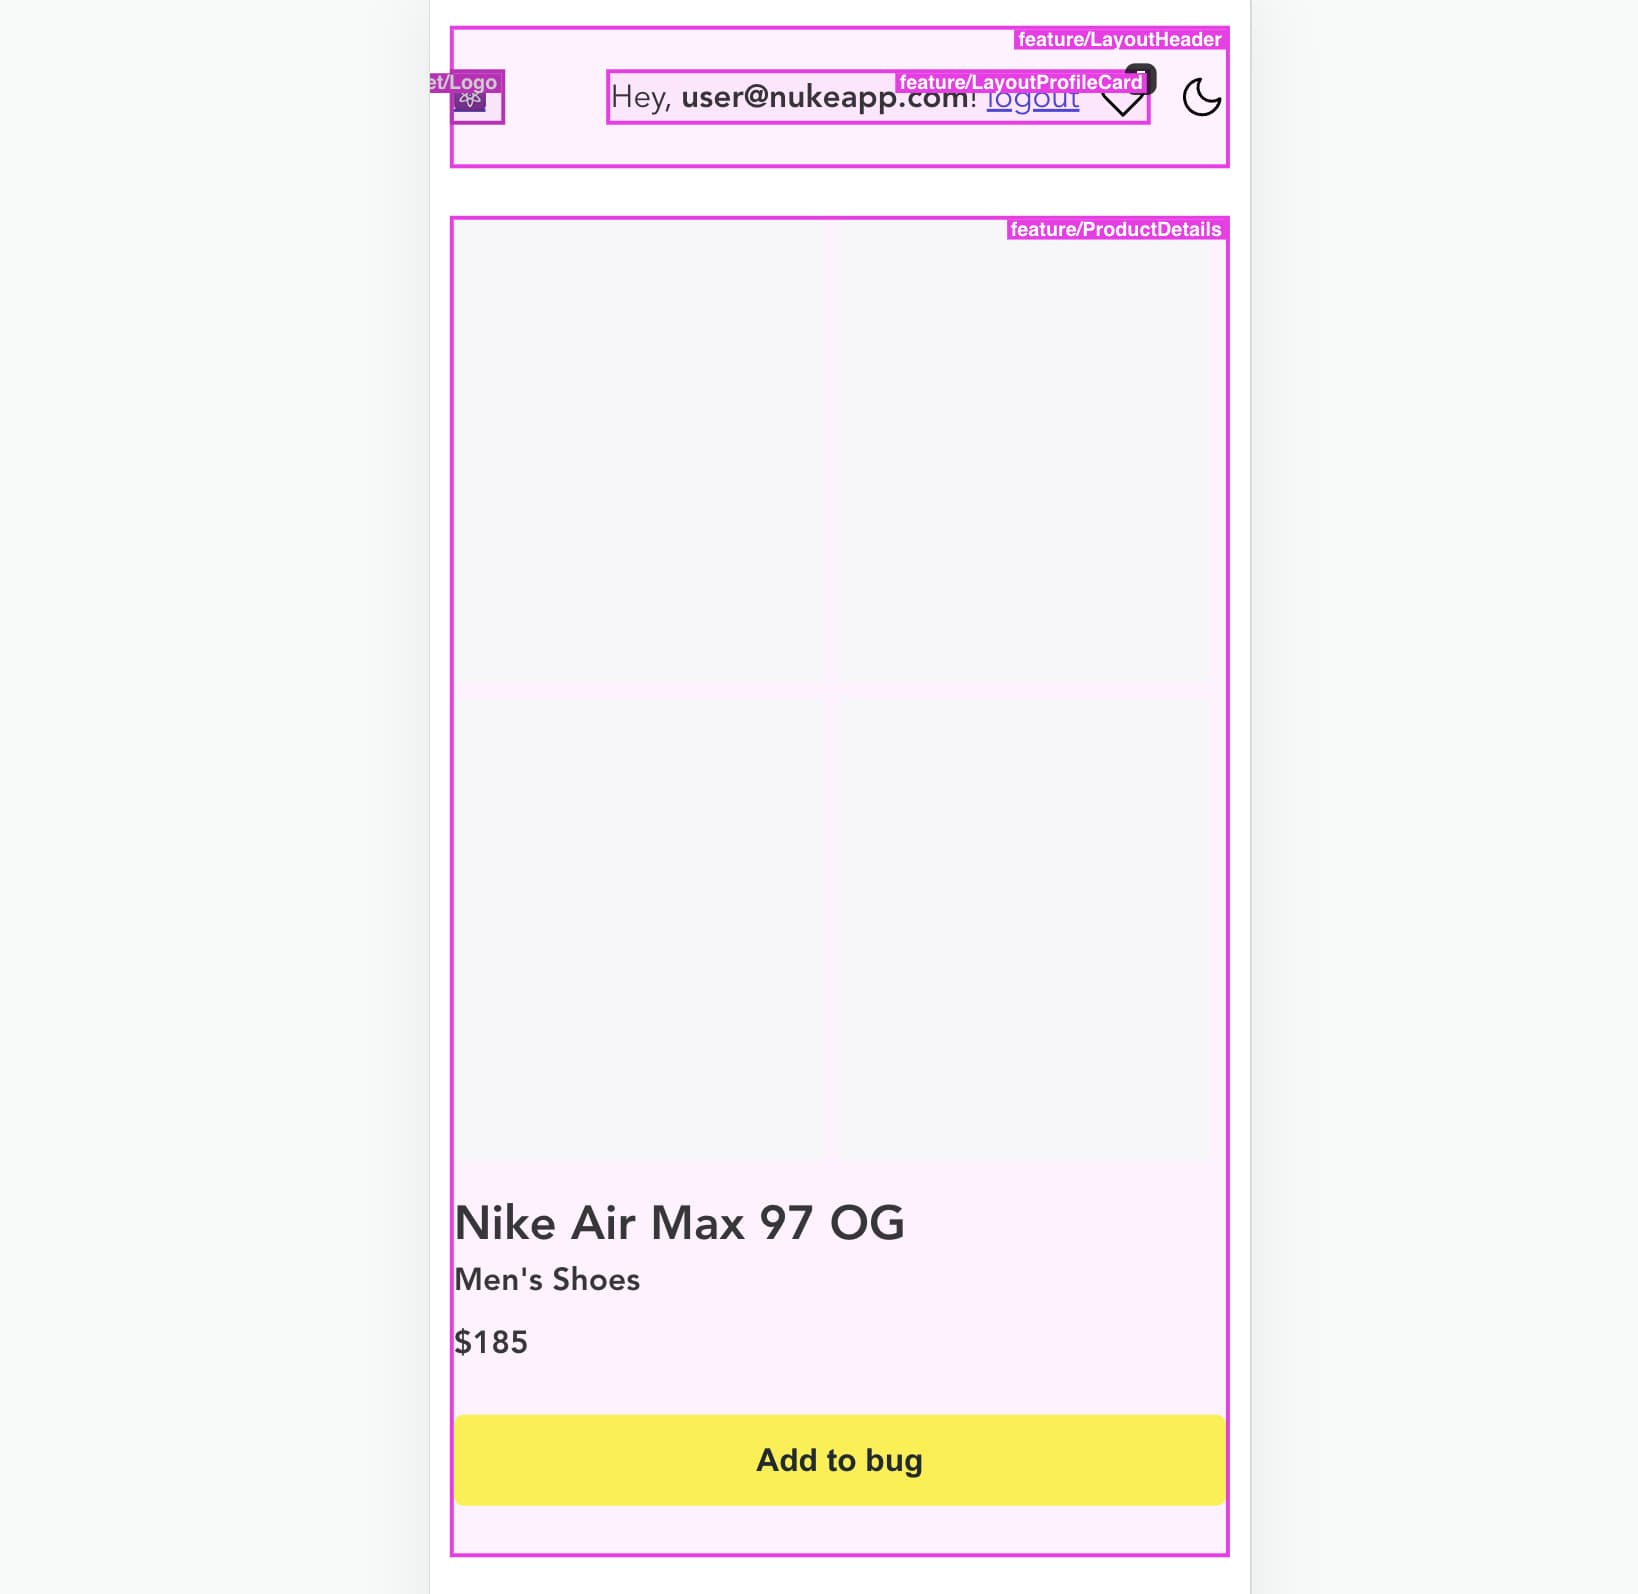 feature/LayoutHeader
et/Logo
feature/LayoutProfileCard
Hey, user@nukeapp.com! logout
feature/ProductDetails
Nike Air Max 97 OG
Men's Shoes
$185
Add to bug